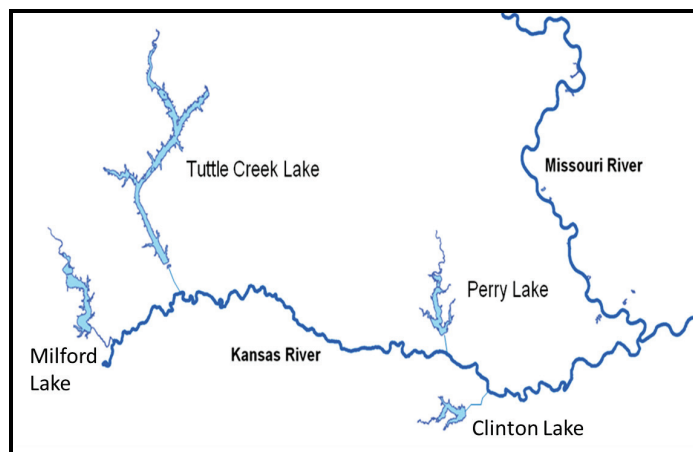 Tuttle Creek Lake
Missouri River
Perry Lake
Milford
Lake
Kansas River
Clinton Lake